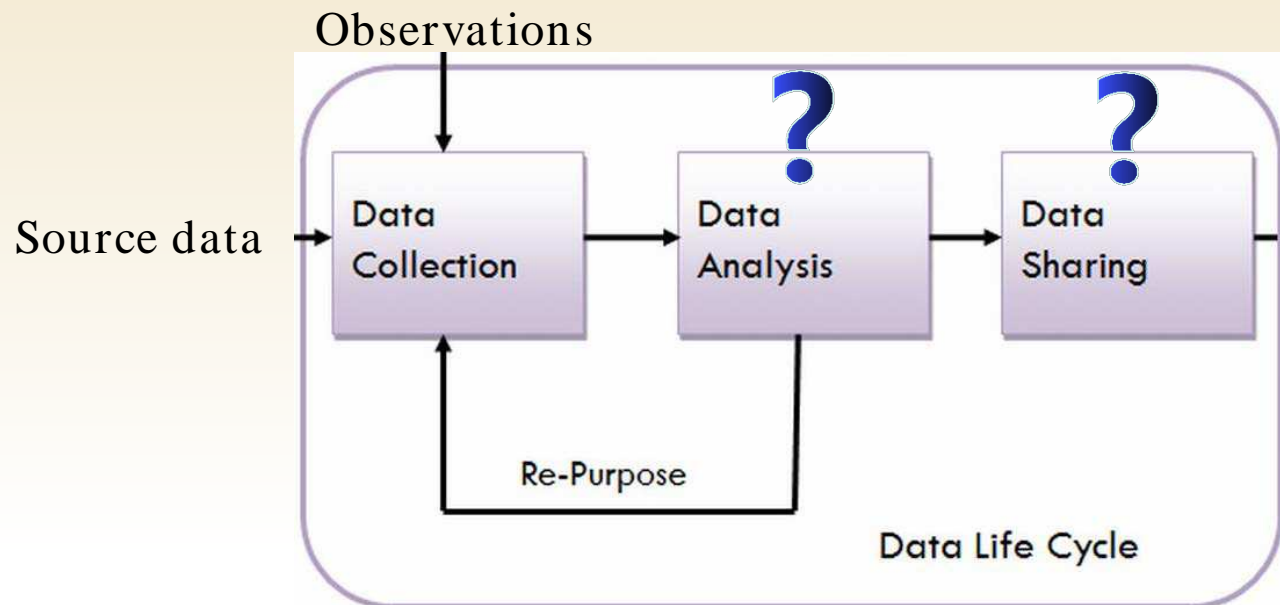 Observations
?
?
Source data
Data
Collection
Data
Analysis
Data
Sharing
Re-Purpose
Data Life Cycle